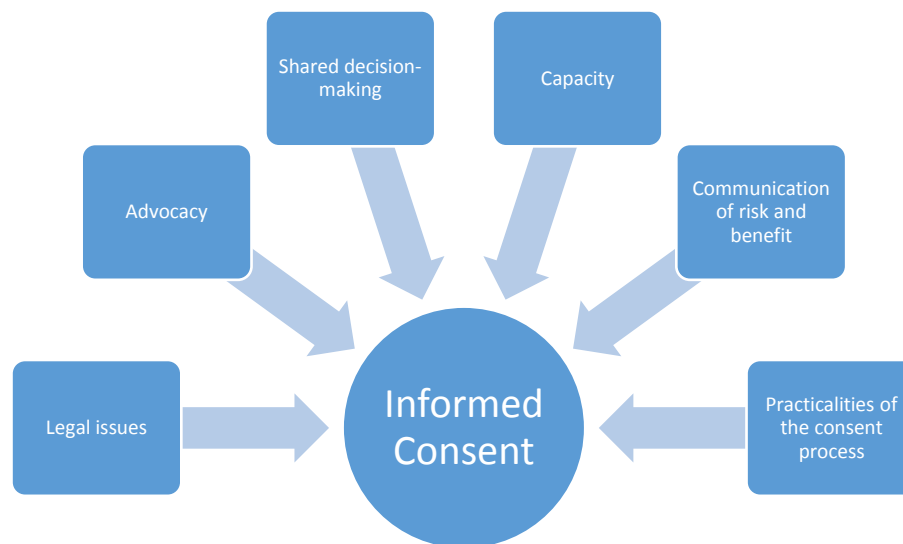 Shared decision-
making
Capacity
Advocacy
Communication
of risk and
benefit
Legal issues
Informed
Consent
Practicalities of
the consent
process